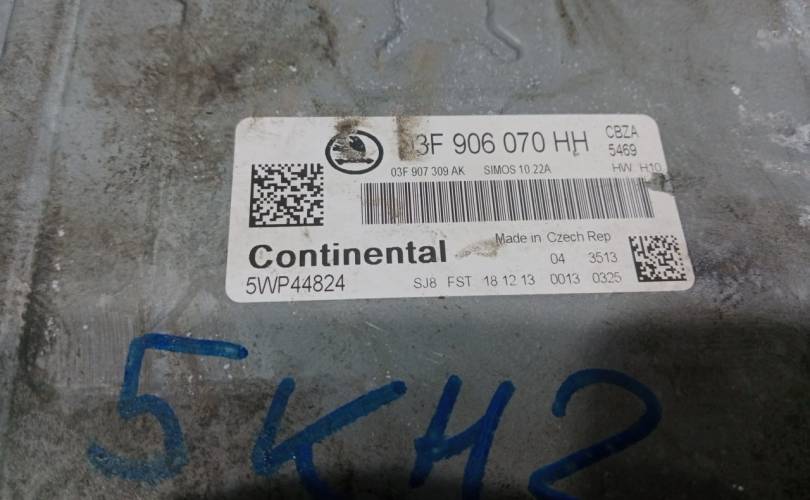 03F 906 070 HH
CBZA
5469
03F 907 309 AK SIMOS 10.22A HW H10
Continental
Made in Czech Rep
04 3513
5WP44824
SJ8 FST 18 12 13 0013 0325
5KH2